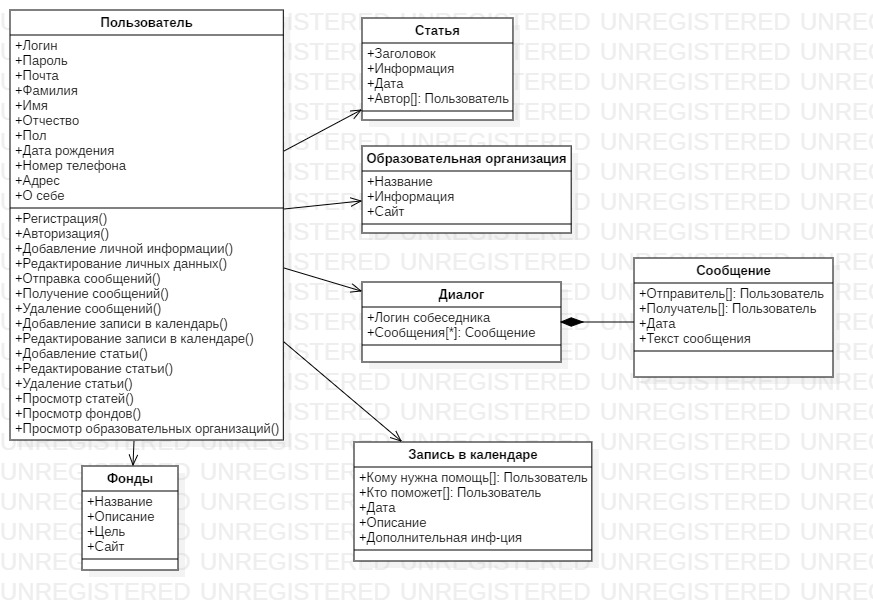 Пользователь
+Логин
+Пароль
+Почта
+Фамилия
+Имя
+Отчество
+Пол
+Дата рождения
+Номер телефона
+Адрес
+О себе
+Регистрация()
+Авторизация()
+Добавление личной информации()
+Редактирование личных данных()
+Отправка сообщений()
+Получение сообщений()
+Удаление сообщений()
+Добавление записи в календарь()
+Редактирование записи в календаре()
+Добавление статьи()
+Редактирование статьи()
+Удаление статьи()
+Просмотр статей()
+Просмотр фондов()
+Просмотр образовательных организаций()
Статья
+Заголовок
+Информация
+Дата
+Автор[]: Пользователь
Образовательная организация
+Название
+Информация
+Сайт
Диалог
+Логин собеседника
+Сообщения[*]: Сообщение
Сообщение
+Отправитель[]: Пользователь
+Получатель[]: Пользователь
+Дата
+Текст сообщения
Запись в календаре
+Кому нужна помощь[]: Пользователь
+Кто поможет[]: Пользователь
+Дата
+Описание
+Дополнительная инф-ция
Фонды
+Название
+Описание
+Цель
+Сайт
UNREGISTERED